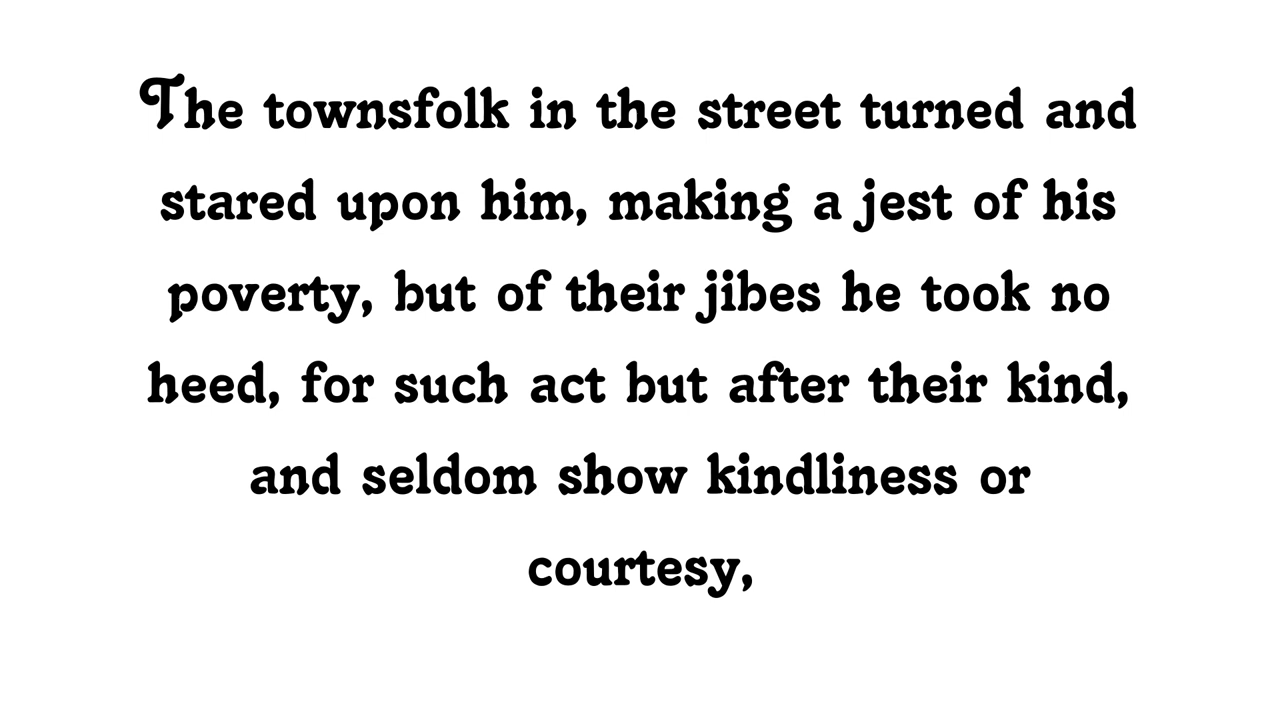 The townsfolk in the street turned and
stared upon him, making a jest of his
poverty, but of their jibes he took no
heed, for such act but after their kind,
and seldom show kindliness or
courtesy,